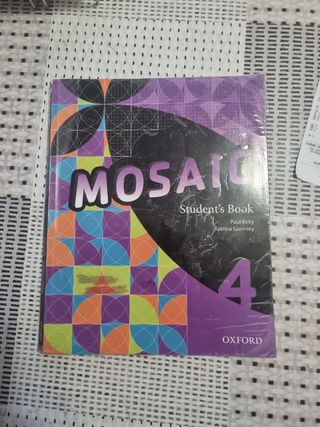 MOSAIC
Student's Book
Paul Kelly
Katrina Gormley
4
OXFORD